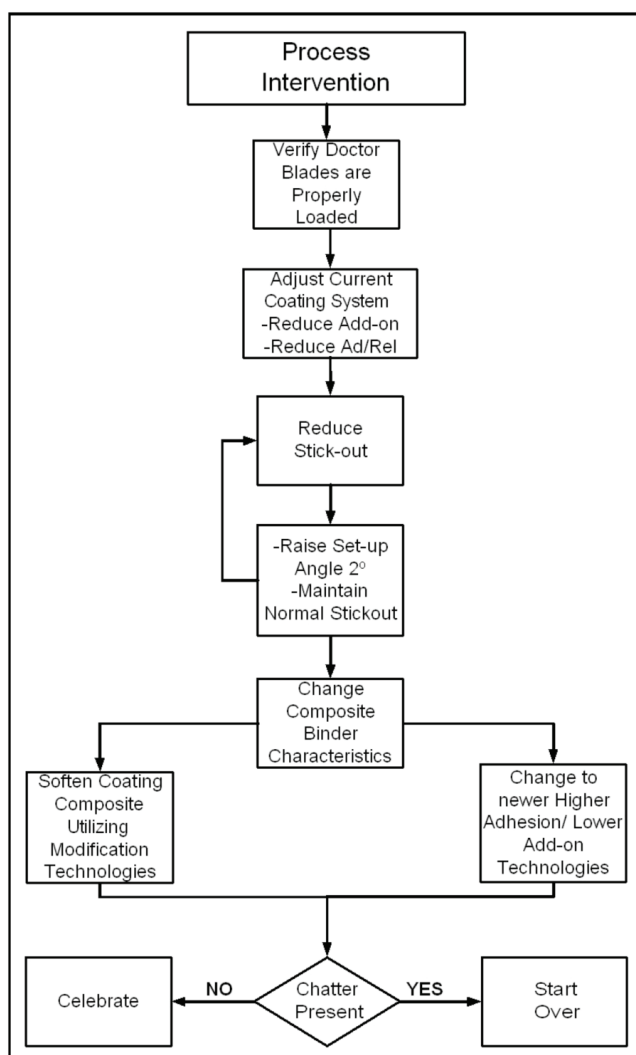 Process
Intervention
Verify Doctor
Blades are
Properly
Loaded
Adjust Current
Coating System
-Reduce Add-on
-Reduce Ad/Rel
Reduce
Stick-out
-Raise Set-up
Angle 2º
-Maintain
Normal Stickout
Change
Composite
Binder
Characteristics
Soften Coating
Composite
Utilizing
Modification
Technologies
Change to
newer Higher
Adhesion/ Lower
Add-on
Technologies
Chatter
Present
NO
YES
Celebrate
Start
Over